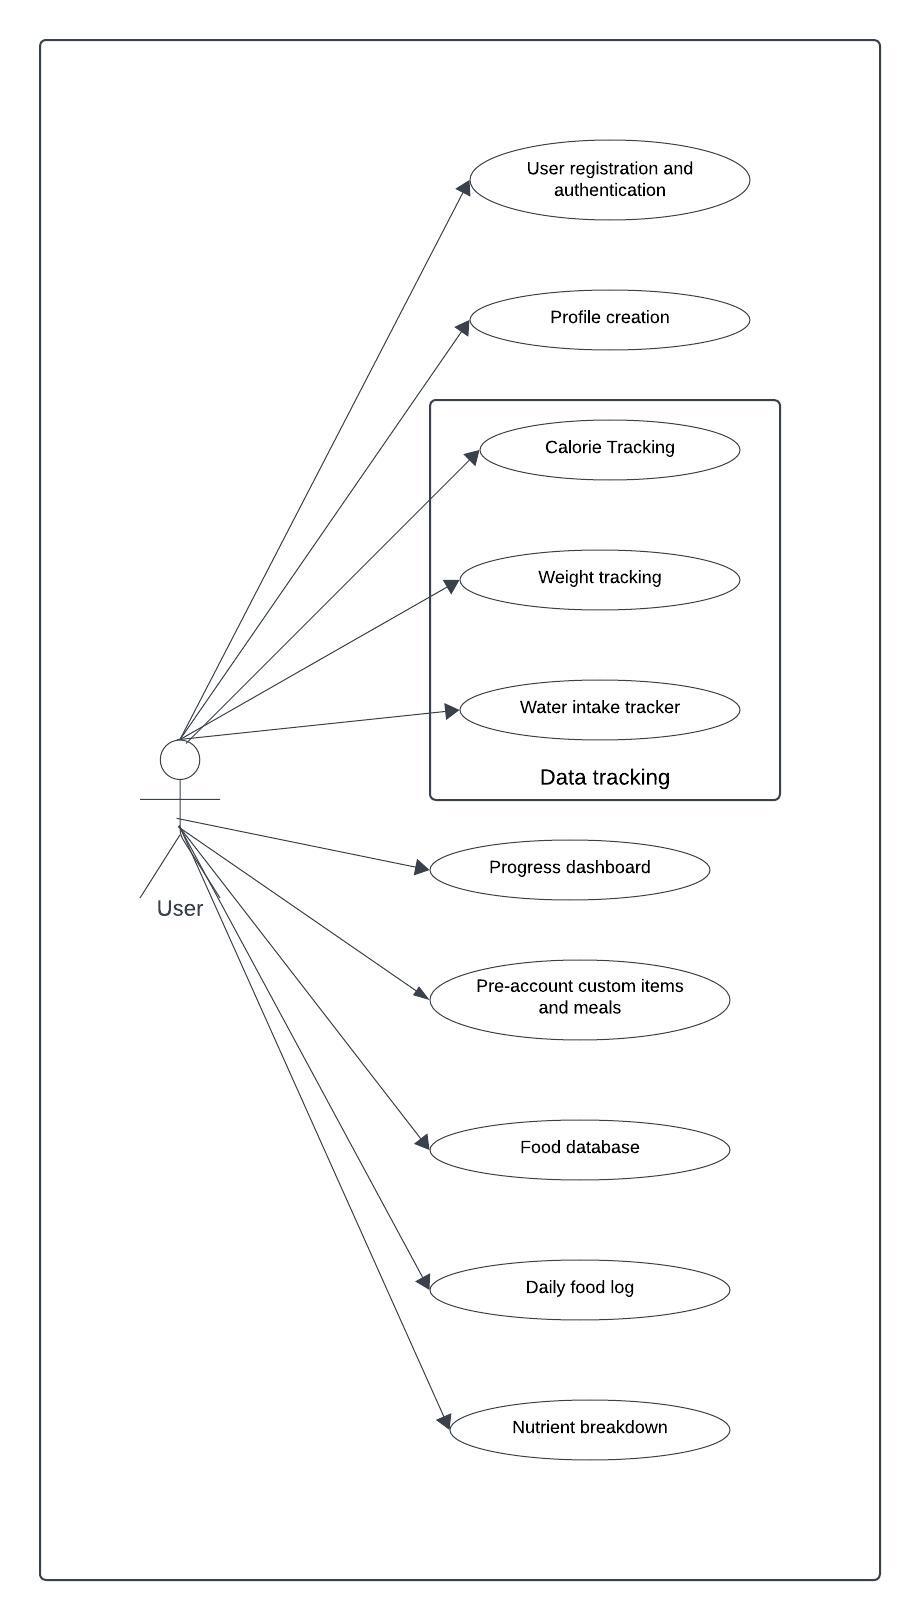 User registration and
authentication
Profile creation
Calorie Tracking
Weight tracking
Water intake tracker
Data tracking
Progress dashboard
User
Pre-account custom items
and meals
Food database
Daily food log
Nutrient breakdown